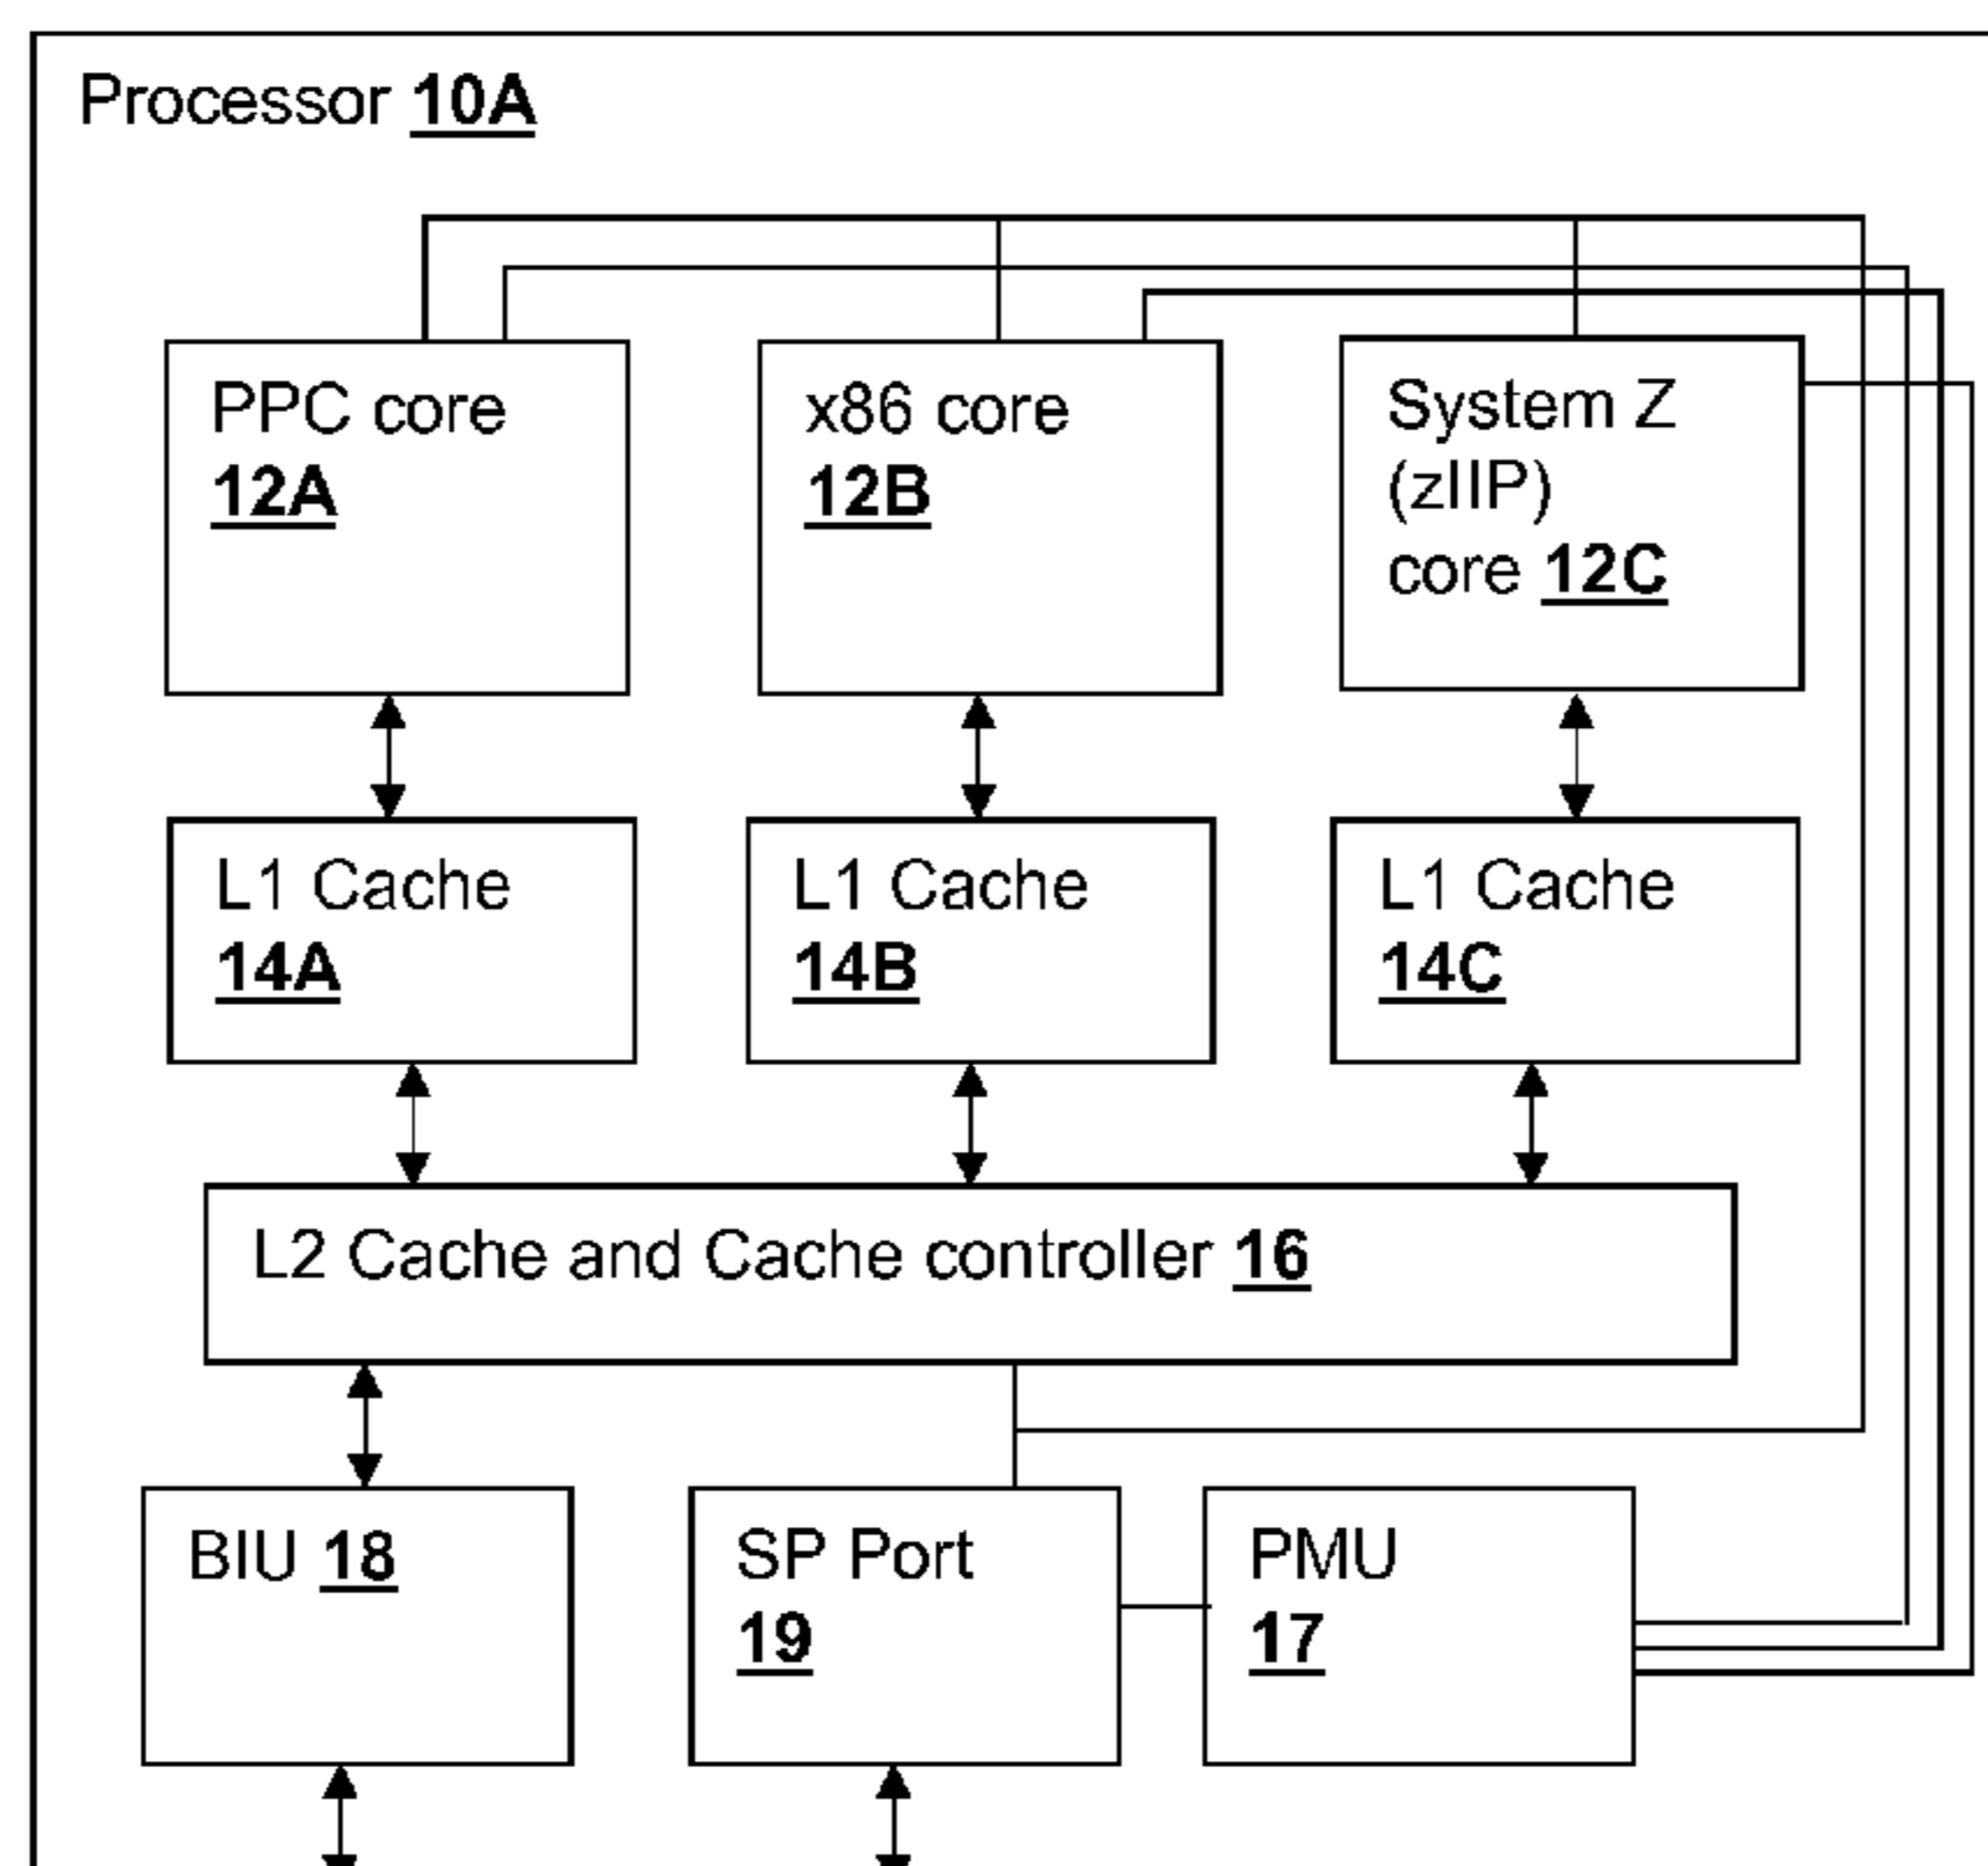 Processor 10A
PPC core
12A
x86 core
12B
System Z
(zIIP)
core 12C
L1 Cache
14A
L1 Cache
14B
L1 Cache
14C
L2 Cache and Cache controller 16
BIU 18
SP Port
19
PMU
17